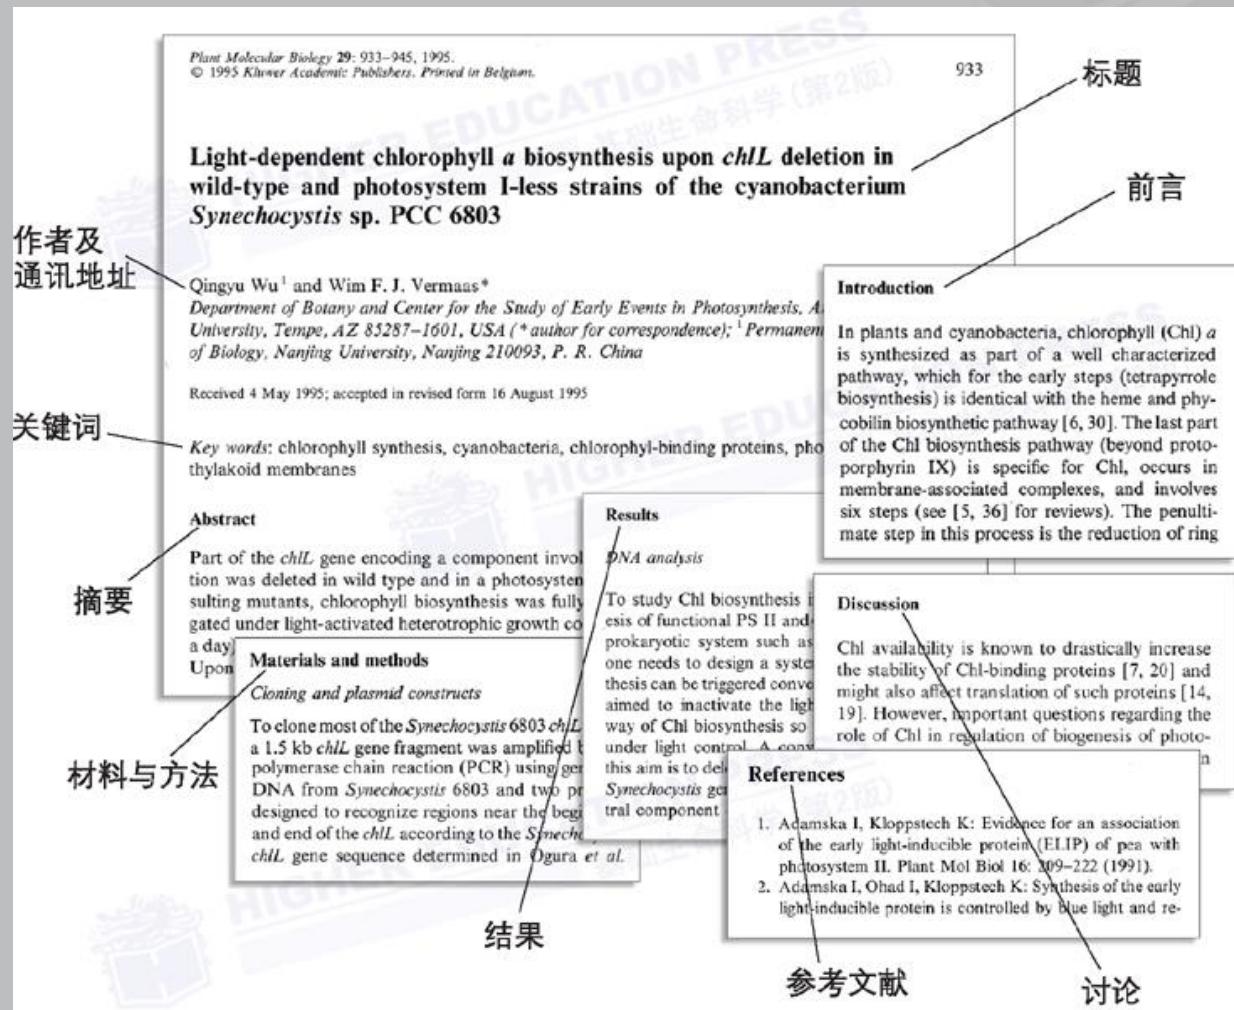 Plant Molecular Biology 29: 933–945, 1995.
© 1995 Kluwer Academic Publishers. Printed in Belgium.
933
标题
Light-dependent chlorophyll a biosynthesis upon chlL deletion in
wild-type and photosystem I-less strains of the cyanobacterium
Synechocystis sp. PCC 6803
前言
作者及
通讯地址
Qingyu Wu¹ and Wim F. J. Vermaas*
Department of Botany and Center for the Study of Early Events in Photosynthesis,
University, Tempe, AZ 85287–1601, USA (*author for correspondence); ¹Permanent
of Biology, Nanjing University, Nanjing 210093, P. R. China
Received 4 May 1995; accepted in revised form 16 August 1995
关键词
Key words: chlorophyll synthesis, cyanobacteria, chlorophyl-binding proteins, pho
thylakoid membranes
Abstract
Part of the chlL gene encoding a component invol
tion was deleted in wild type and in a photosysten
sulting mutants, chlorophyll biosynthesis was fully
gated under light-activated heterotrophic growth co
a day)
Upon
摘要
Introduction
In plants and cyanobacteria, chlorophyll (Chl) a
is synthesized as part of a well characterized
pathway, which for the early steps (tetrapyrrole
biosynthesis) is identical with the heme and phy-
cobilin biosynthetic pathway [6, 30]. The last part
of the Chl biosynthesis pathway (beyond proto-
porphyrin IX) is specific for Chl, occurs in
membrane-associated complexes, and involves
six steps (see [5, 36] for reviews). The penulti-
mate step in this process is the reduction of ring
Materials and methods
Cloning and plasmid constructs
To clone most of the Synechocystis 6803 chlL
a 1.5 kb chlL gene fragment was amplified b
polymerase chain reaction (PCR) using gen
DNA from Synechocystis 6803 and two pr
designed to recognize regions near the begi
and end of the chlL according to the Synecho
chlL gene sequence determined in Ogura et al.
材料与方法
Results
DNA analysis
To study Chl biosynthesis i
esis of functional PS II and
prokaryotic system such as
one needs to design a syste
thesis can be triggered conve
aimed to inactivate the ligh
way of Chl biosynthesis so
under light control. A conv
this aim is to del
Synechocystis ge
tral component
结果
Discussion
Chl availability is known to drastically increase
the stability of Chl-binding proteins [7, 20] and
might also affect translation of such proteins [14,
19]. However, important questions regarding the
role of Chl in regulation of biogenesis of photo-
n
References
1. Adamska I, Kloppstech K: Evidence for an association
of the early light-inducible protein (ELIP) of pea with
photosystem II. Plant Mol Biol 16: 209–222 (1991).
2. Adamska I, Ohad I, Kloppstech K: Synthesis of the early
light-inducible protein is controlled by blue light and re-
参考文献
讨论
HIGHER EDUCATION PRESS
基础生命科学(第2版)